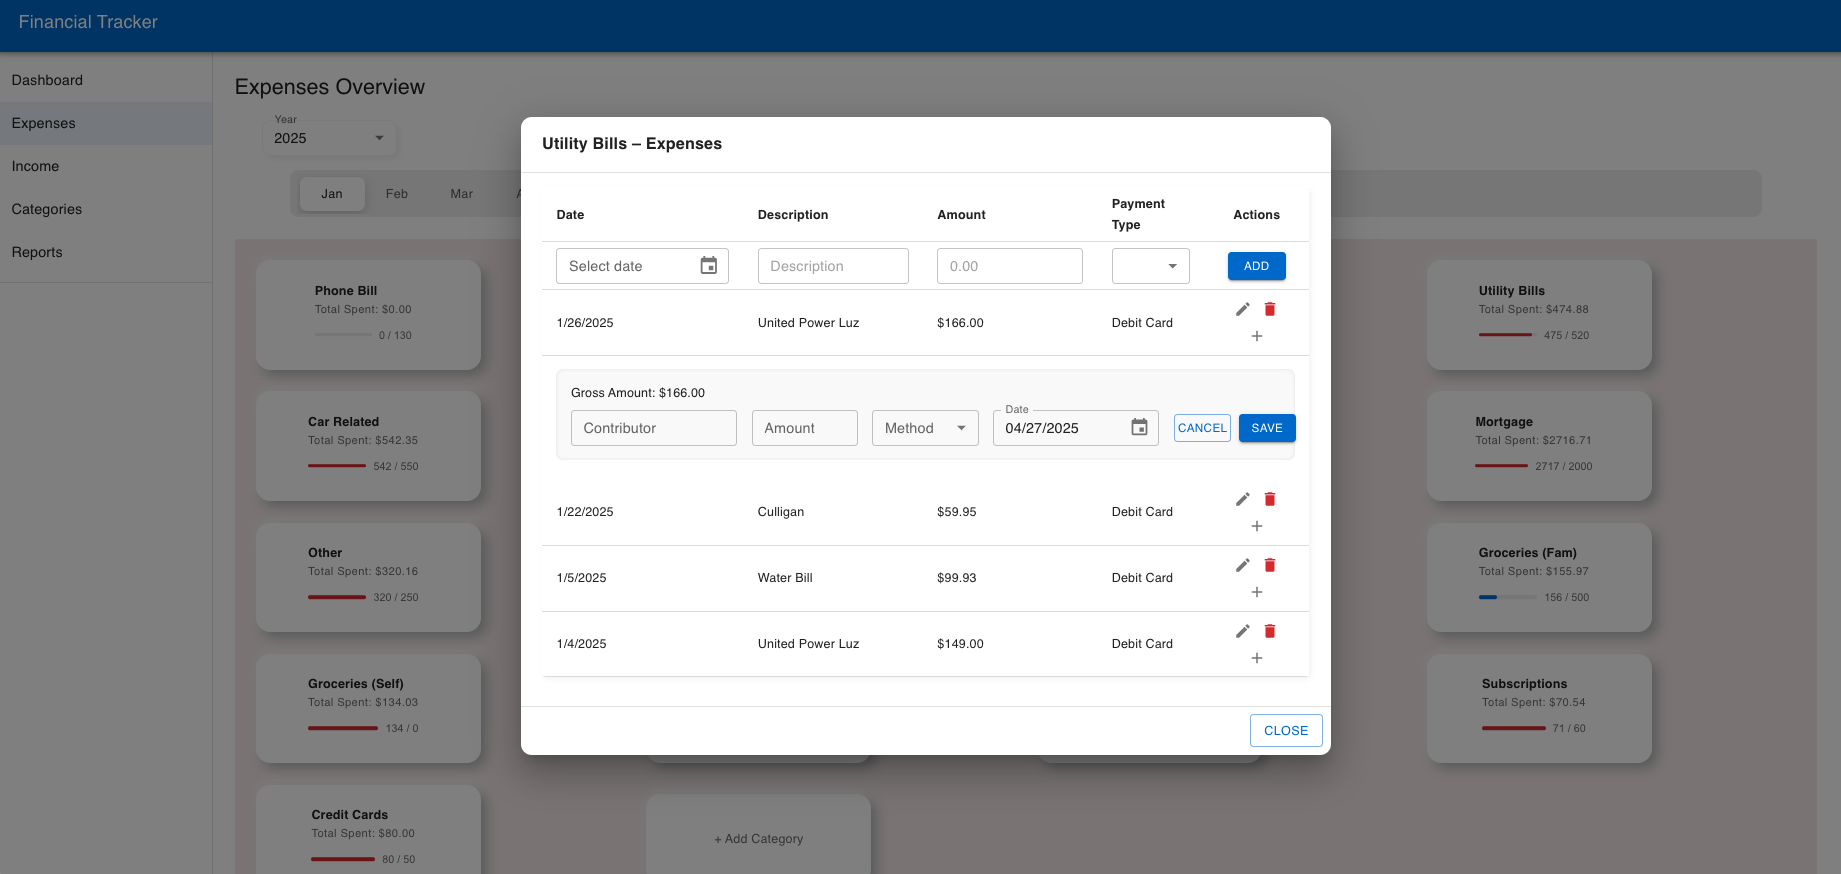 Financial Tracker
Dashboard
Expenses
Income
Categories
Reports
Expenses Overview
Year
2025
Jan Feb Mar
Phone Bill
Total Spent: $0.00
0 / 130
Car Related
Total Spent: $542.35
542 / 550
Other
Total Spent: $320.16
320 / 250
Groceries (Self)
Total Spent: $134.03
134 / 0
Credit Cards
Total Spent: $80.00
80 / 50
+ Add Category
Utility Bills – Expenses
Date Description Amount Payment Type Actions
Select date Description 0.00 ADD
1/26/2025 United Power Luz $166.00 Debit Card
Gross Amount: $166.00
Date
Contributor Amount Method 04/27/2025 CANCEL SAVE
1/22/2025 Culligan $59.95 Debit Card
1/5/2025 Water Bill $99.93 Debit Card
1/4/2025 United Power Luz $149.00 Debit Card
CLOSE
Utility Bills
Total Spent: $474.88
475 / 520
Mortgage
Total Spent: $2716.71
2717 / 2000
Groceries (Fam)
Total Spent: $155.97
156 / 500
Subscriptions
Total Spent: $70.54
71 / 60